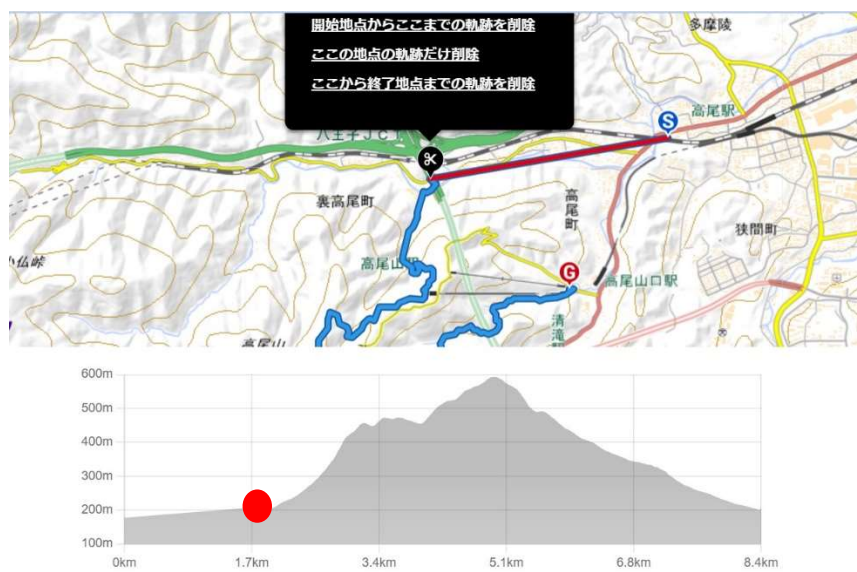 開始地点からここまでの軌跡を削除
ここの地点の軌跡だけ削除
ここから終了地点までの軌跡を削除
多摩陵
高尾駅
S
八王子JCT
裏高尾町
高尾町
狭間町
小仏峠
高尾山駅
G
高尾山口駅
清滝駅
高尾山
600m
500m
400m
300m
200m
100m
0km
1.7km
3.4km
5.1km
6.8km
8.4km